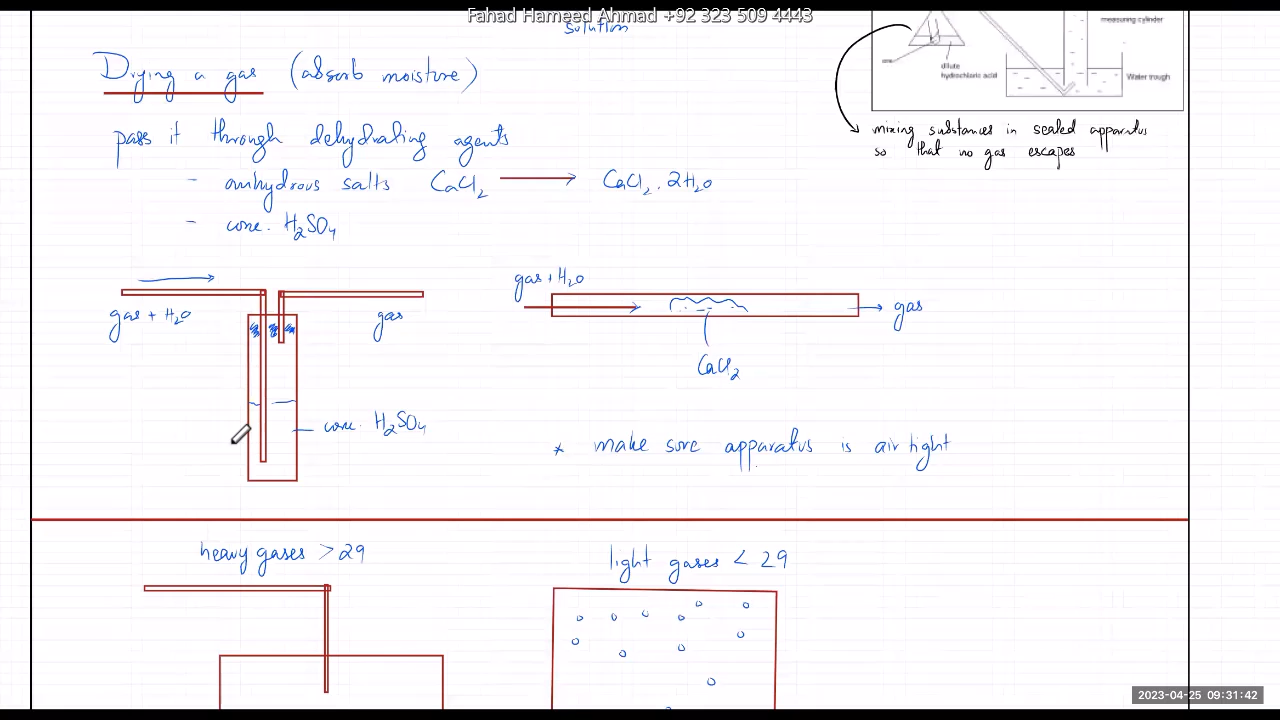 Fahad Hameed Ahmad +92 323 509 4443
solution
measuring cylinder
dilute
hydrochloric acid
Water trough
Drying a gas (absorb moisture)
mixing substances in sealed apparatus
so that no gas escapes
pass it through dehydrating agents
- anhydrous salts CaCl2 → CaCl2.2H2O
- conc. H2SO4
gas + H2O
gas
gas + H2O
gas
CaCl2
conc. H2SO4
* make sure apparatus is air tight
heavy gases > 29
light gases < 29
2023-04-25 09:31:42